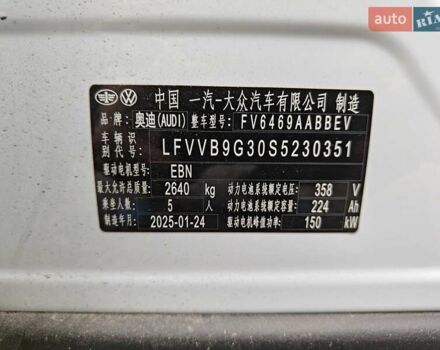 auto RIA.com
中国 一汽-大众汽车有限公司 制造
品牌: 奥迪(AUDI) 整车型号: FV6469AABBEV
车辆识别代号: LFVVB9G30S5230351
驱动电机型号: EBN
最大允许总质量: 2640 kg 动力电池系统额定电压: 358 V
乘坐人数: 5 人 动力电池系统额定容量: 224 Ah
制造年月: 2025-01-24 驱动电机峰值功率: 150 kW